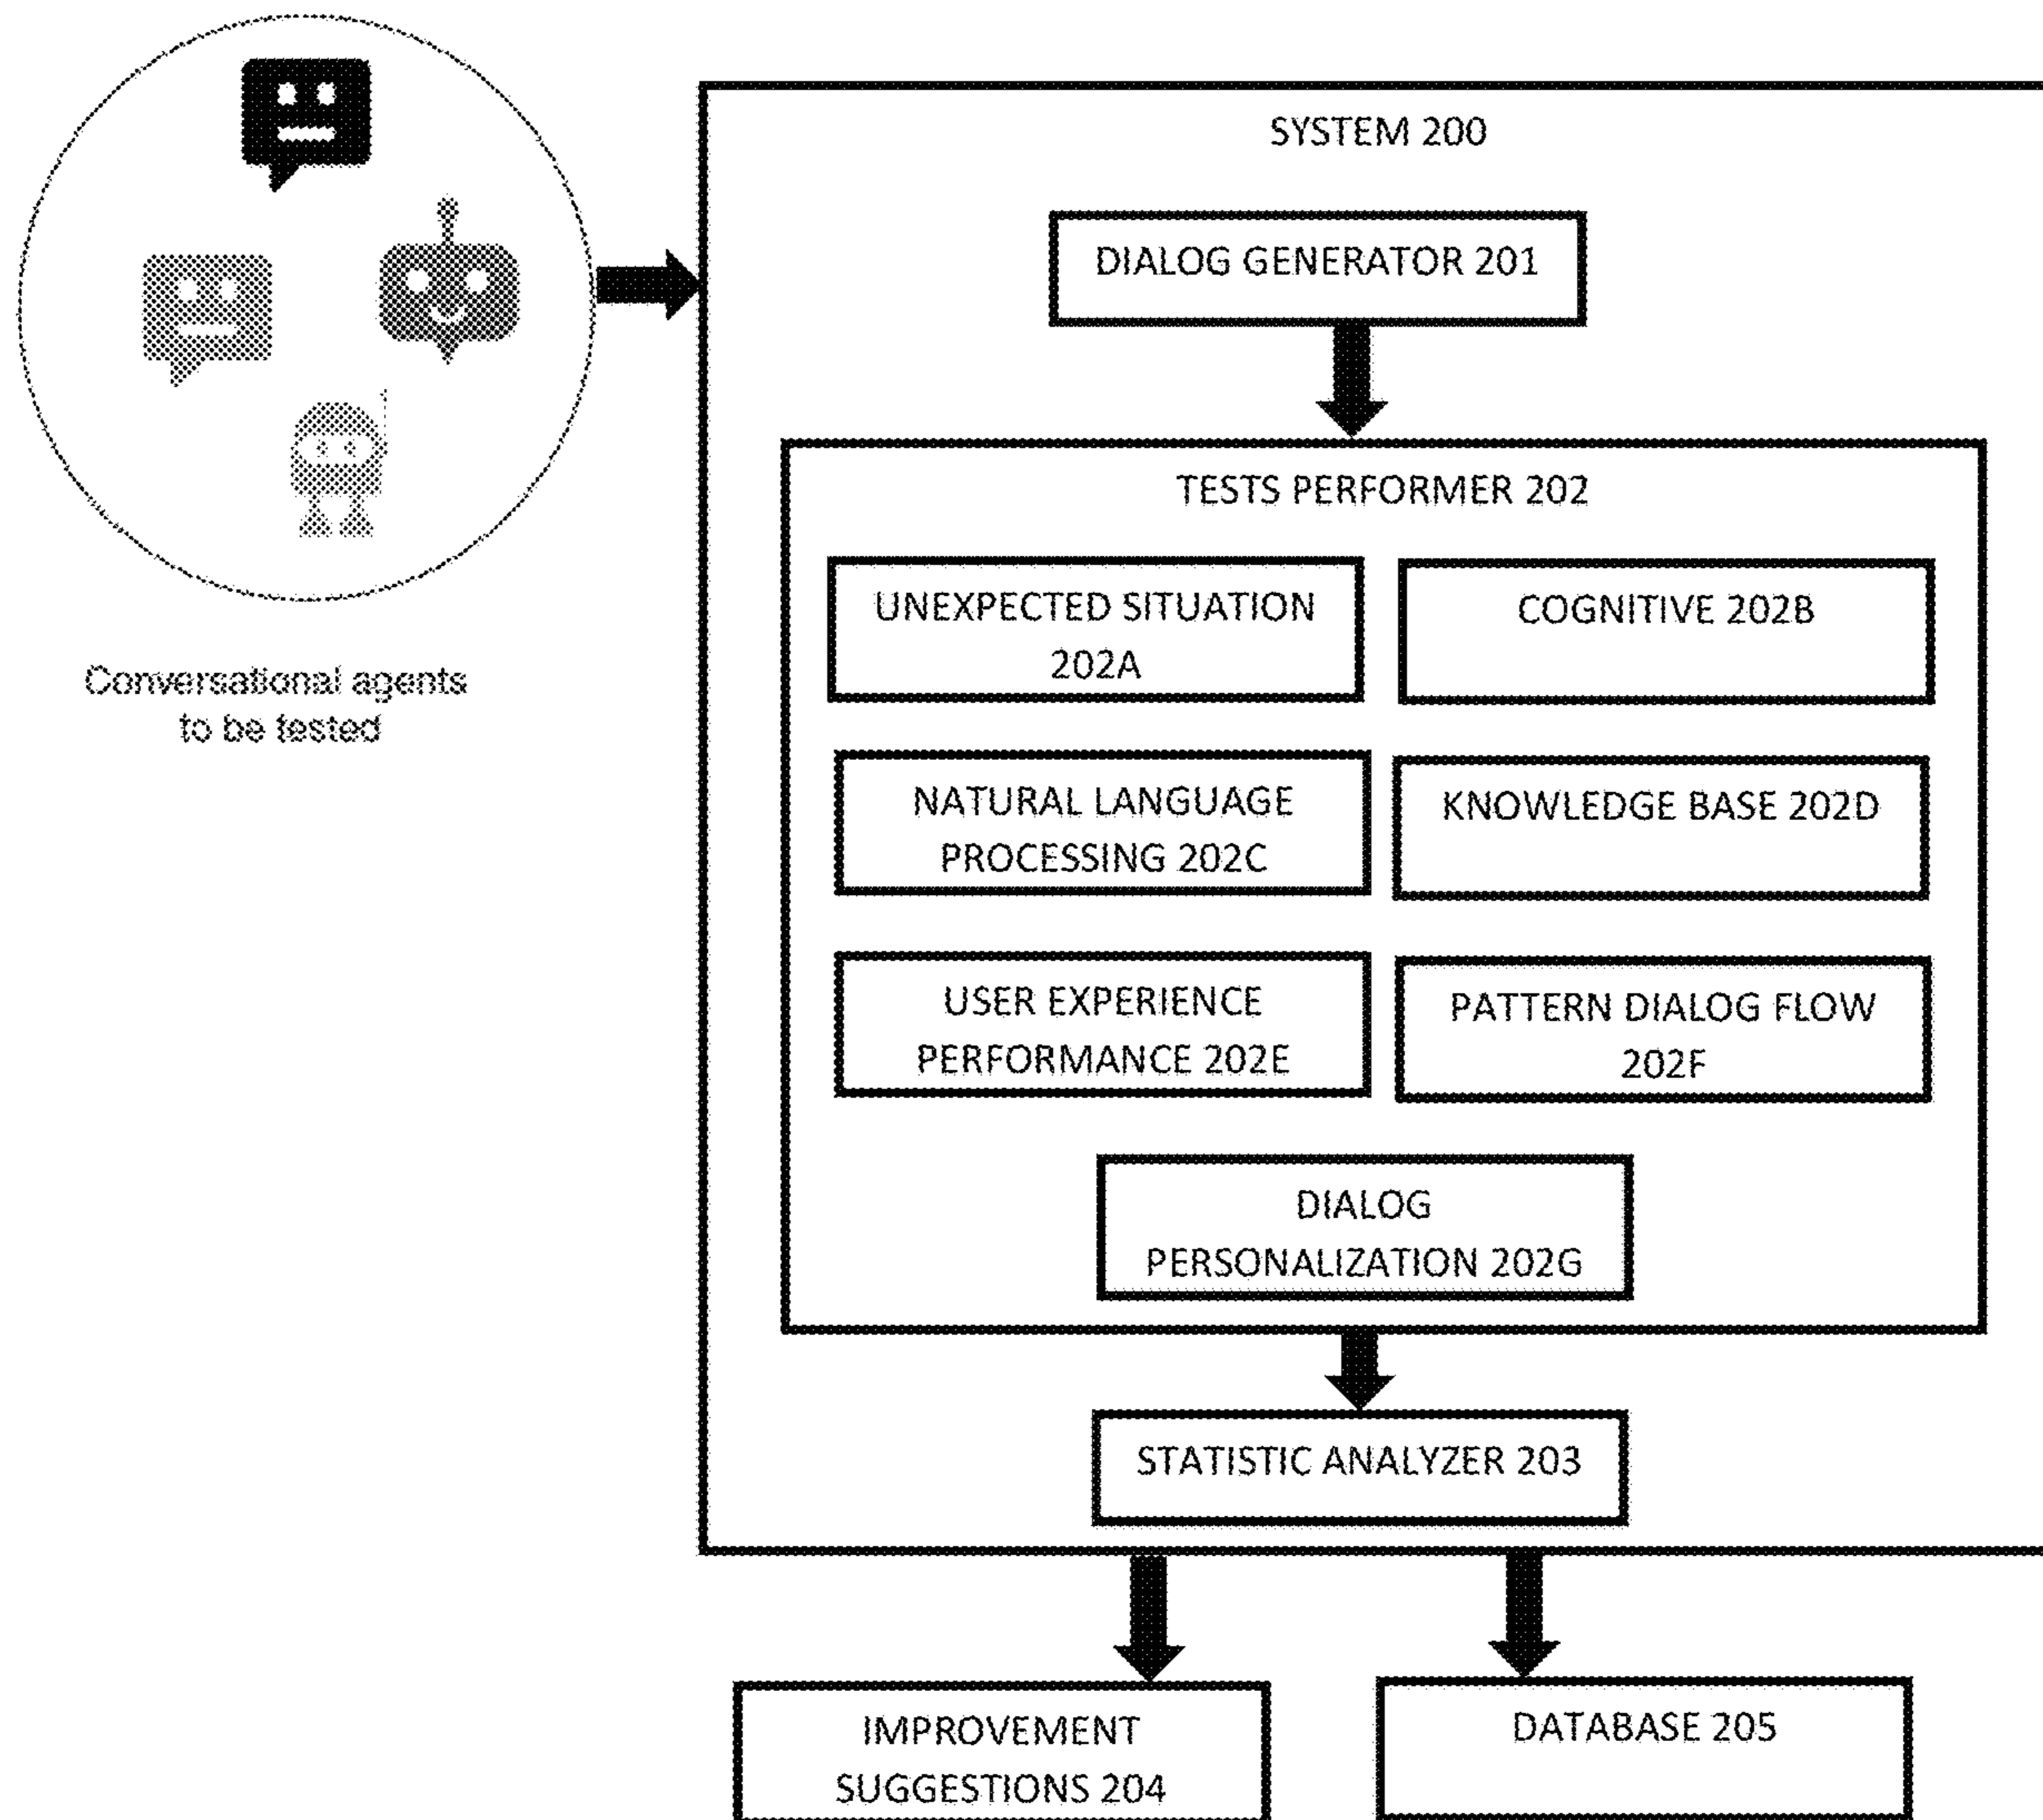 SYSTEM 200
DIALOG GENERATOR 201
TESTS PERFORMER 202
UNEXPECTED SITUATION
202A
COGNITIVE 202B
NATURAL LANGUAGE
PROCESSING 202C
KNOWLEDGE BASE 202D
USER EXPERIENCE
PERFORMANCE 202E
PATTERN DIALOG FLOW
202F
DIALOG
PERSONALIZATION 202G
STATISTIC ANALYZER 203
IMPROVEMENT
SUGGESTIONS 204
DATABASE 205
Conversational agents
to be tested